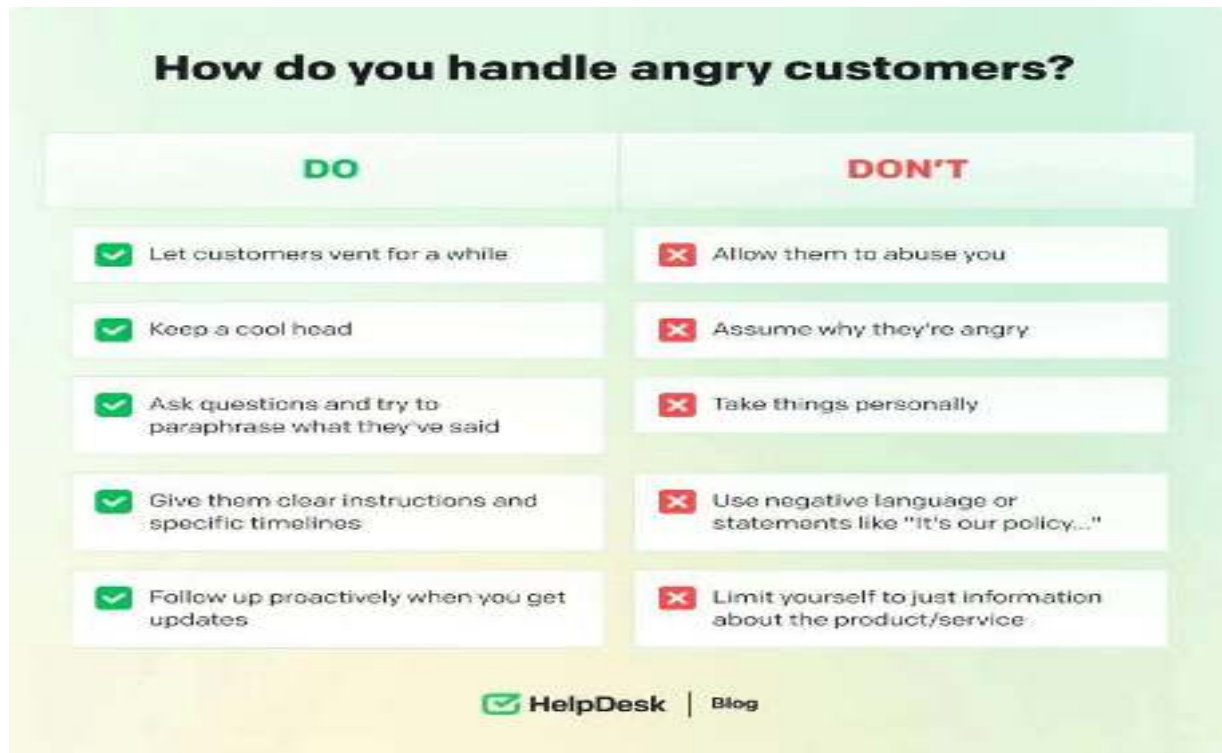 How do you handle angry customers?
DO
DON'T
Let customers vent for a while
Allow them to abuse you
Keep a cool head
Assume why they're angry
Ask questions and try to
paraphrase what they've said
Take things personally
Give them clear instructions and
specific timelines
Use negative language or
statements like "It's our policy..."
Follow up proactively when you get
updates
Limit yourself to just information
about the product/service
HelpDesk | Blog